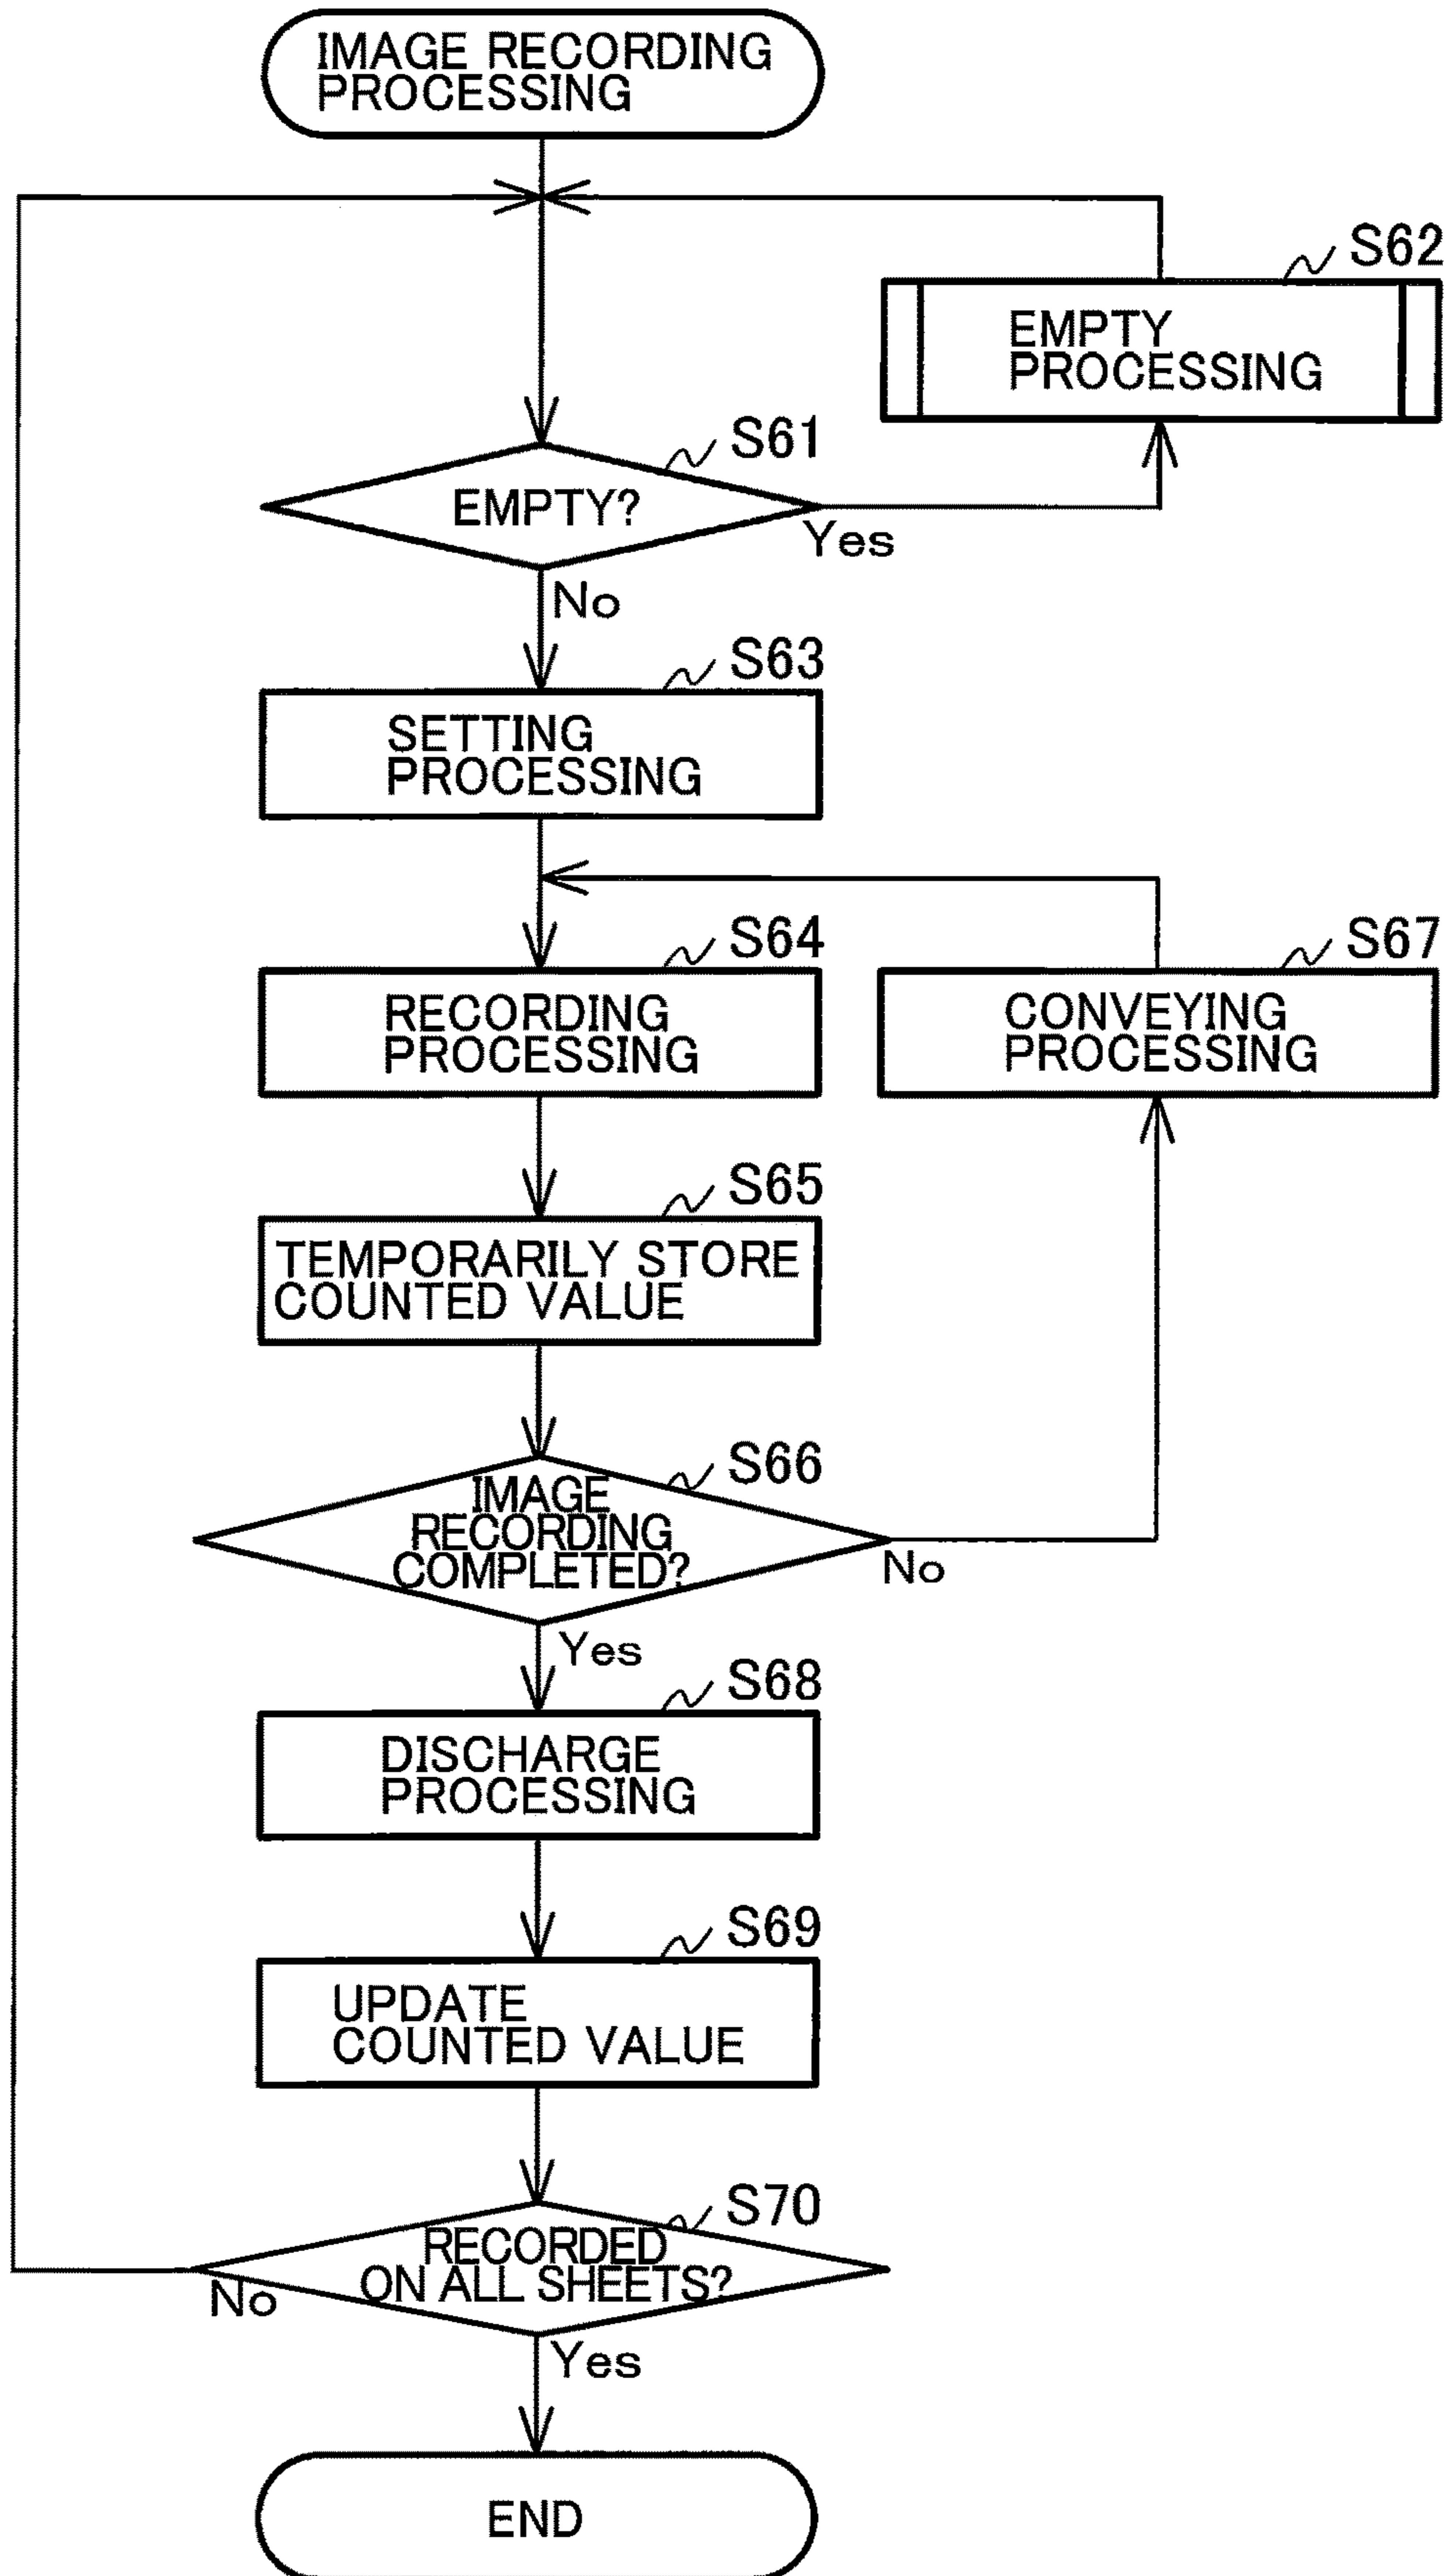 IMAGE RECORDING
PROCESSING
S62
EMPTY
PROCESSING
S61
EMPTY?
Yes
No
S63
SETTING
PROCESSING
S64
RECORDING
PROCESSING
S67
CONVEYING
PROCESSING
S65
TEMPORARILY STORE
COUNTED VALUE
S66
IMAGE
RECORDING
COMPLETED?
No
Yes
S68
DISCHARGE
PROCESSING
S69
UPDATE
COUNTED VALUE
S70
RECORDED
ON ALL SHEETS?
No
Yes
END